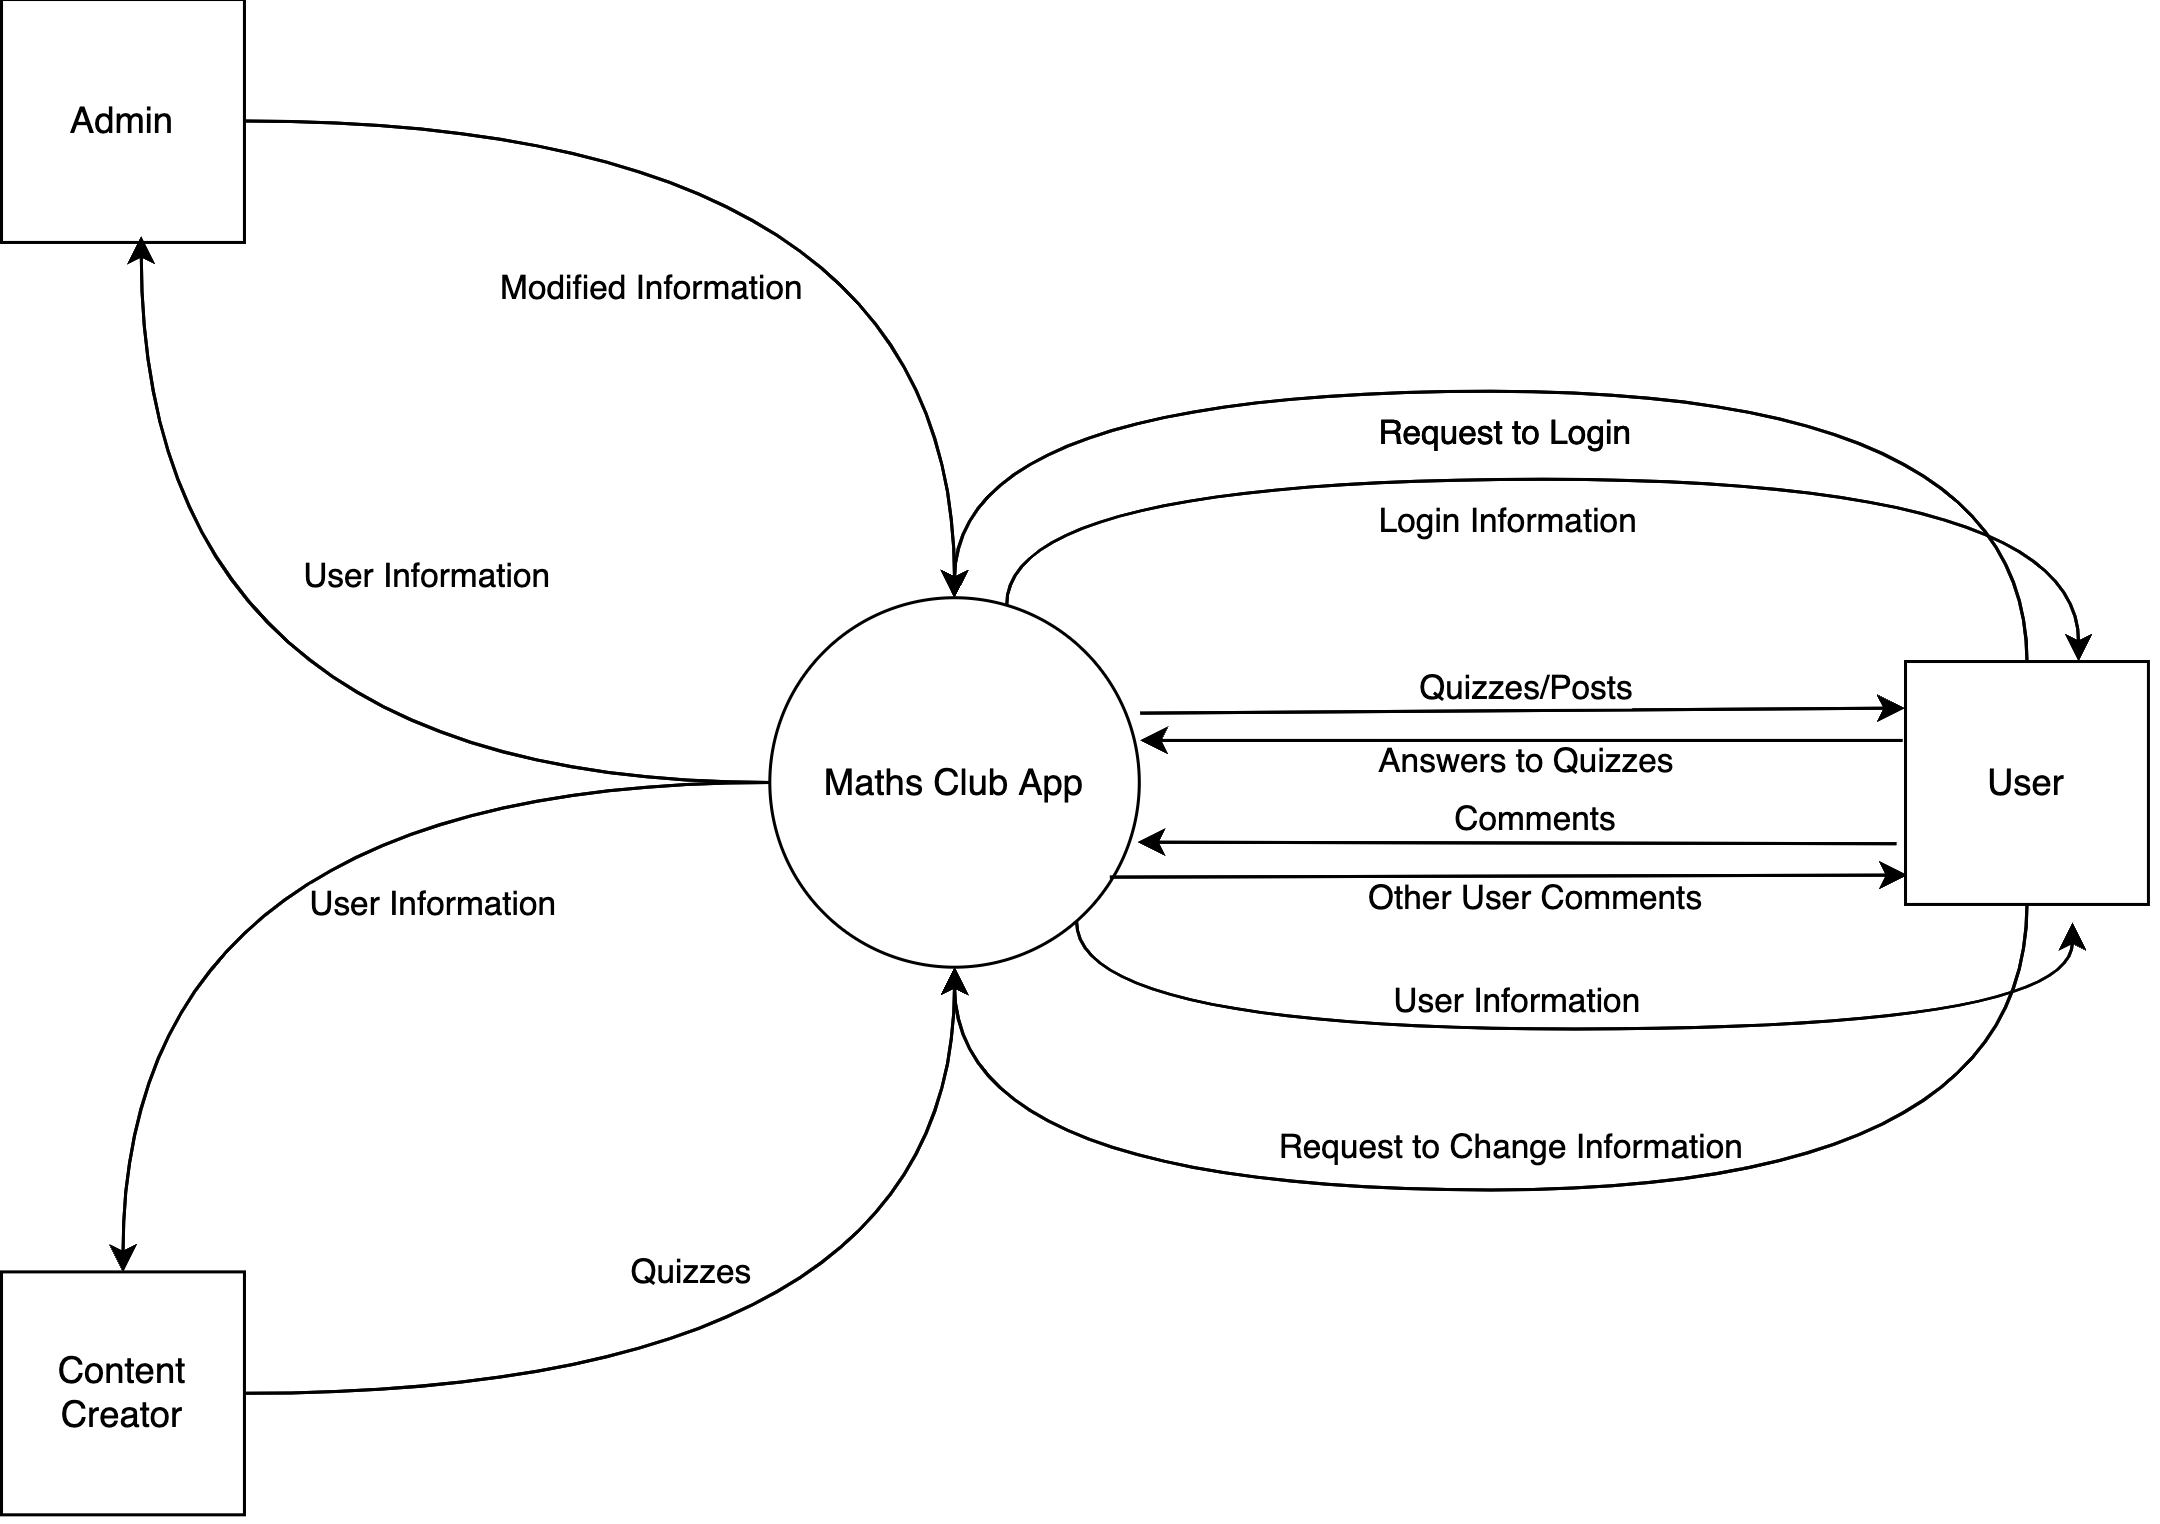 Admin
Modified Information
Request to Login
Login Information
User Information
Quizzes/Posts
Answers to Quizzes
Maths Club App
User
Comments
Other User Comments
User Information
User Information
Request to Change Information
Quizzes
Content
Creator